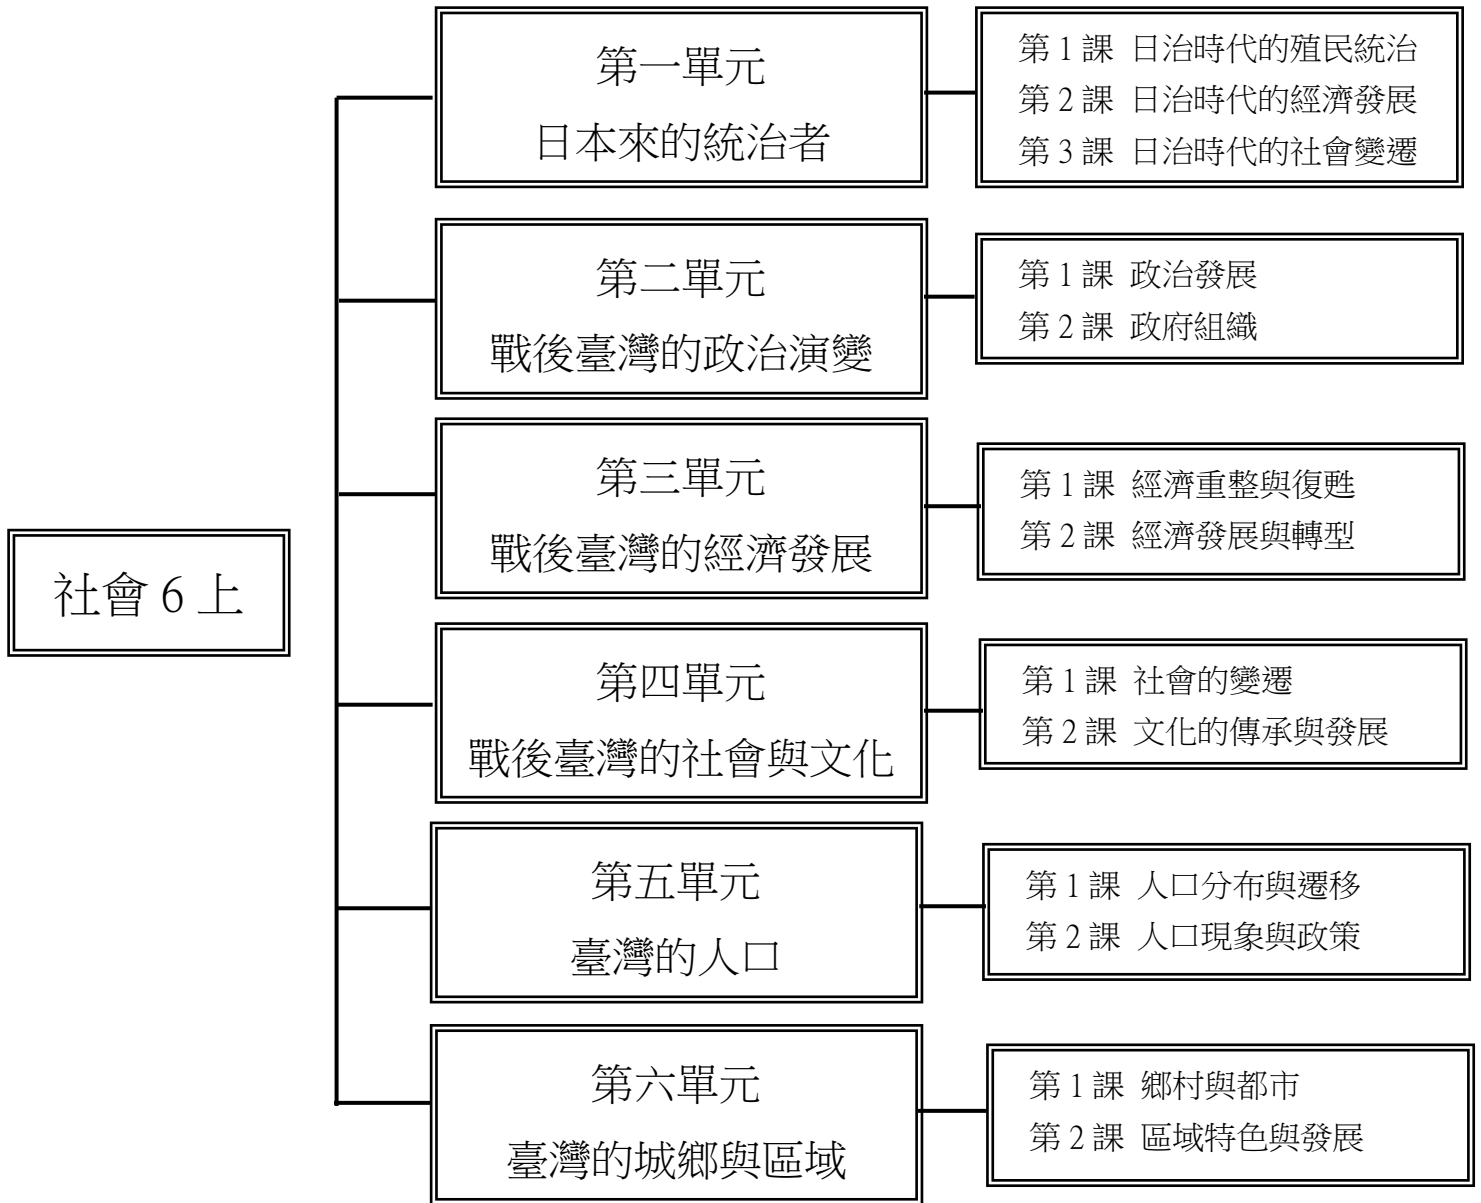 社會 6 上
第一單元
日本來的統治者
第 1 課 日治時代的殖民統治
第 2 課 日治時代的經濟發展
第 3 課 日治時代的社會變遷
第二單元
戰後臺灣的政治演變
第 1 課 政治發展
第 2 課 政府組織
第三單元
戰後臺灣的經濟發展
第 1 課 經濟重整與復甦
第 2 課 經濟發展與轉型
第四單元
戰後臺灣的社會與文化
第 1 課 社會的變遷
第 2 課 文化的傳承與發展
第五單元
臺灣的人口
第 1 課 人口分布與遷移
第 2 課 人口現象與政策
第六單元
臺灣的城鄉與區域
第 1 課 鄉村與都市
第 2 課 區域特色與發展